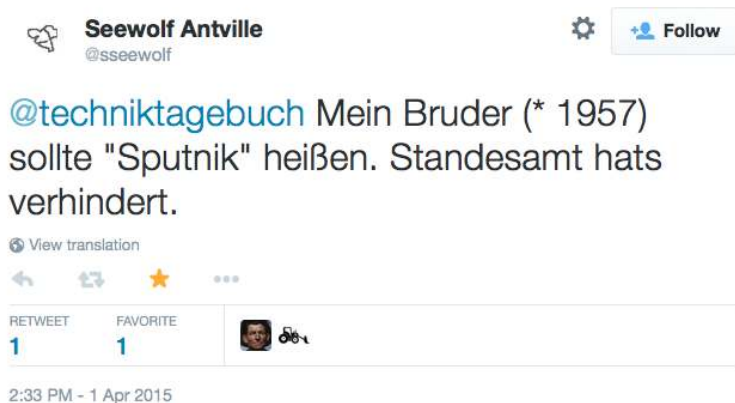 Seewolf Antville
@sseewolf
Follow
@techniktagebuch Mein Bruder (* 1957)
sollte "Sputnik" heißen. Standesamt hats
verhindert.
View translation
RETWEET FAVORITE
1 1
2:33 PM - 1 Apr 2015